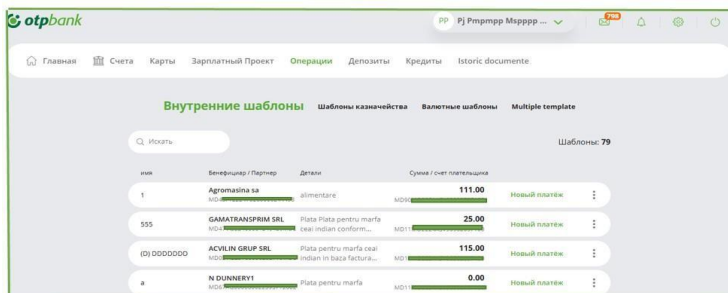 otpbank
PP Pj Pmpmpp Mspppp ...
798
Главная Счета Карты Зарплатный Проект Операции Депозиты Кредиты Istoric documente
Внутренние шаблоны Шаблоны казначейства Валютные шаблоны Multiple template
Искать
Шаблоны: 79
имя Бенефициар / Партнер Детали Сумма / счет плательщика
1 Agromasina sa alimentare 111.00 Новый платёж
555 GAMATRANSPRIM SRL Plata Plata pentru marfa 25.00 Новый платёж
ceai indian conform...
(D) DDDDDDD ACVILIN GRUP SRL Plata pentru marfa ceai 115.00 Новый платёж
indian in baza factura...
a N DUNNERY1 Plata pentru marfa 0.00 Новый платёж